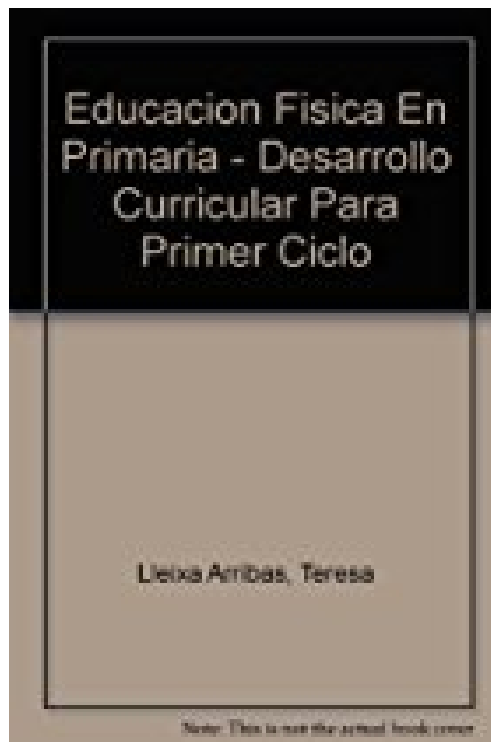 Educacion Fisica En
Primaria - Desarrollo
Curricular Para
Primer Ciclo
Lleixa Arribas, Teresa
Note: This is not the actual book cover